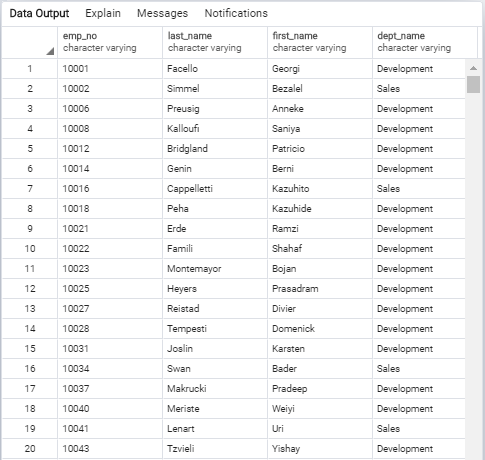 Data Output Explain Messages Notifications
emp_no last_name first_name dept_name
character varying character varying character varying character varying
1 10001 Facello Georgi Development
2 10002 Simmel Bezalel Sales
3 10006 Preusig Anneke Development
4 10008 Kalloufi Saniya Development
5 10012 Bridgland Patricio Development
6 10014 Genin Berni Development
7 10016 Cappelletti Kazuhito Sales
8 10018 Peha Kazuhide Development
9 10021 Erde Ramzi Development
10 10022 Famili Shahaf Development
11 10023 Montemayor Bojan Development
12 10025 Heyers Prasadram Development
13 10027 Reistad Divier Development
14 10028 Tempesti Domenick Development
15 10031 Joslin Karsten Development
16 10034 Swan Bader Sales
17 10037 Makrucki Pradeep Development
18 10040 Meriste Weiyi Development
19 10041 Lenart Uri Sales
20 10043 Tzvieli Yishay Development